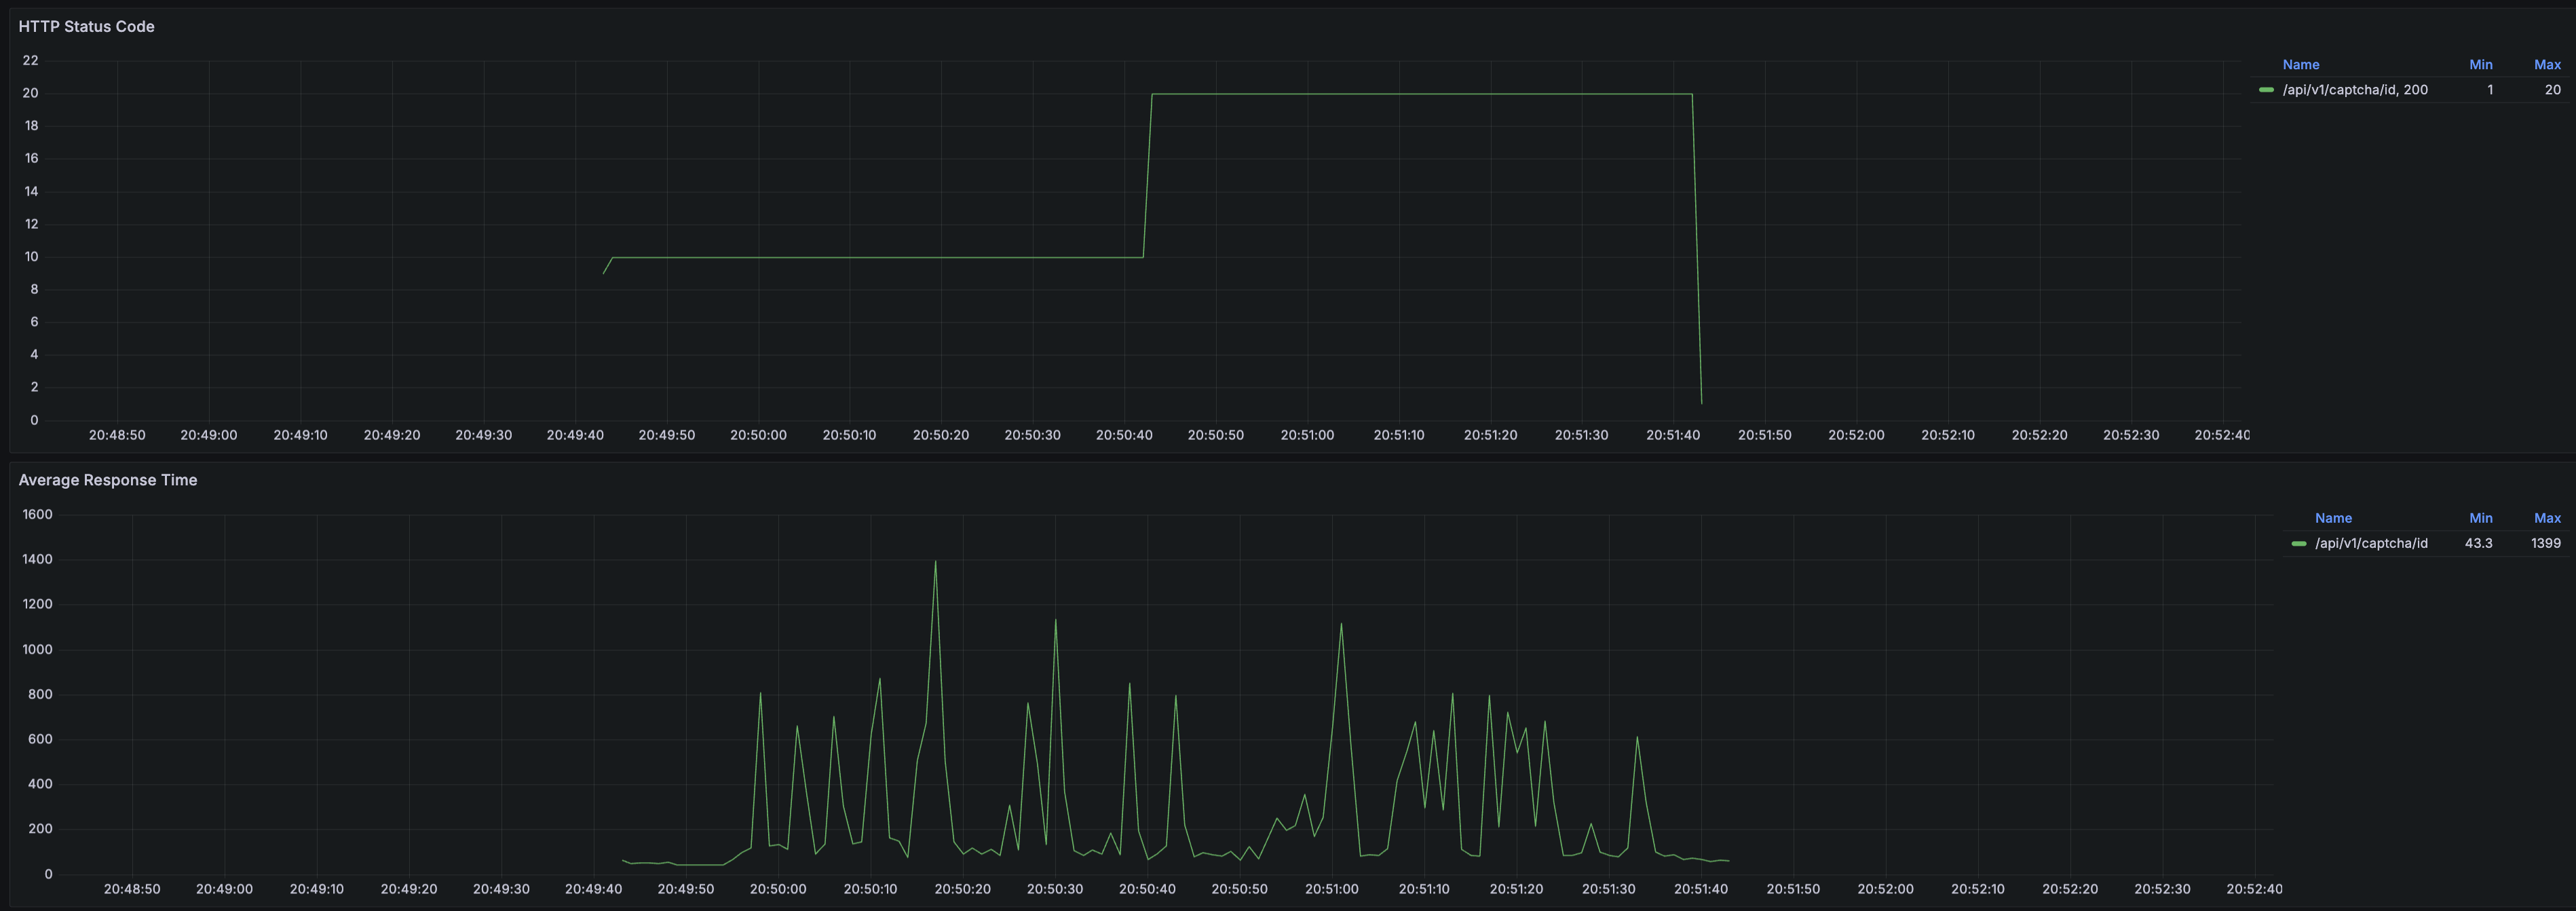 HTTP Status Code
22
20
18
16
14
12
10
8
6
4
2
0
20:48:50 20:49:00 20:49:10 20:49:20 20:49:30 20:49:40 20:49:50 20:50:00 20:50:10 20:50:20 20:50:30 20:50:40 20:50:50 20:51:00 20:51:10 20:51:20 20:51:30 20:51:40 20:51:50 20:52:00 20:52:10 20:52:20 20:52:30 20:52:40
Name Min Max
/api/v1/captcha/id, 200 1 20
Average Response Time
1600
1400
1200
1000
800
600
400
200
0
20:48:50 20:49:00 20:49:10 20:49:20 20:49:30 20:49:40 20:49:50 20:50:00 20:50:10 20:50:20 20:50:30 20:50:40 20:50:50 20:51:00 20:51:10 20:51:20 20:51:30 20:51:40 20:51:50 20:52:00 20:52:10 20:52:20 20:52:30 20:52:40
Name Min Max
/api/v1/captcha/id 43.3 1399